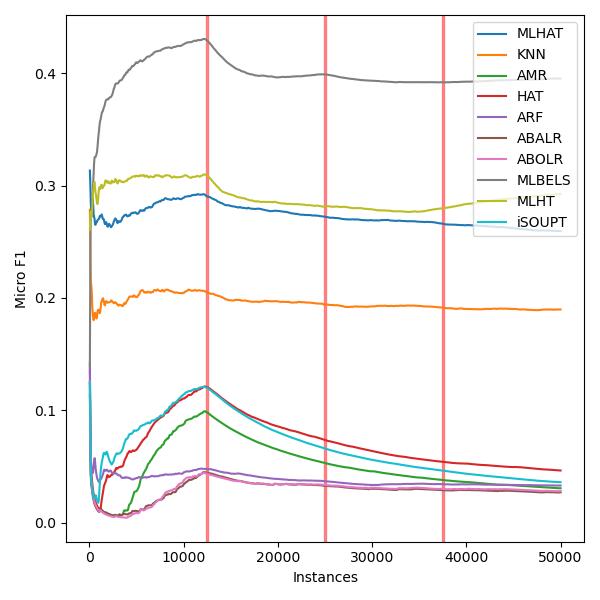 MLHAT
KNN
AMR
HAT
ARF
ABALR
ABOLR
MLBELS
MLHT
iSOUPT
Micro F1
0.4
0.3
0.2
0.1
0.0
0 10000 20000 30000 40000 50000
Instances